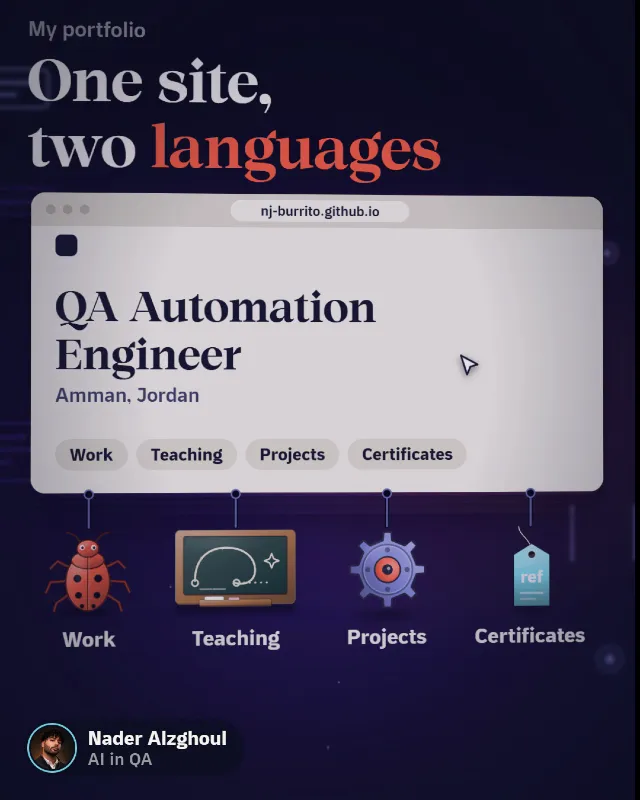 My portfolio
One site,
two languages
nj-burrito.github.io
QA Automation
Engineer
Amman, Jordan
Work
Teaching
Projects
Certificates
ref
Work
Teaching
Projects
Certificates
Nader Alzghoul
AI in QA